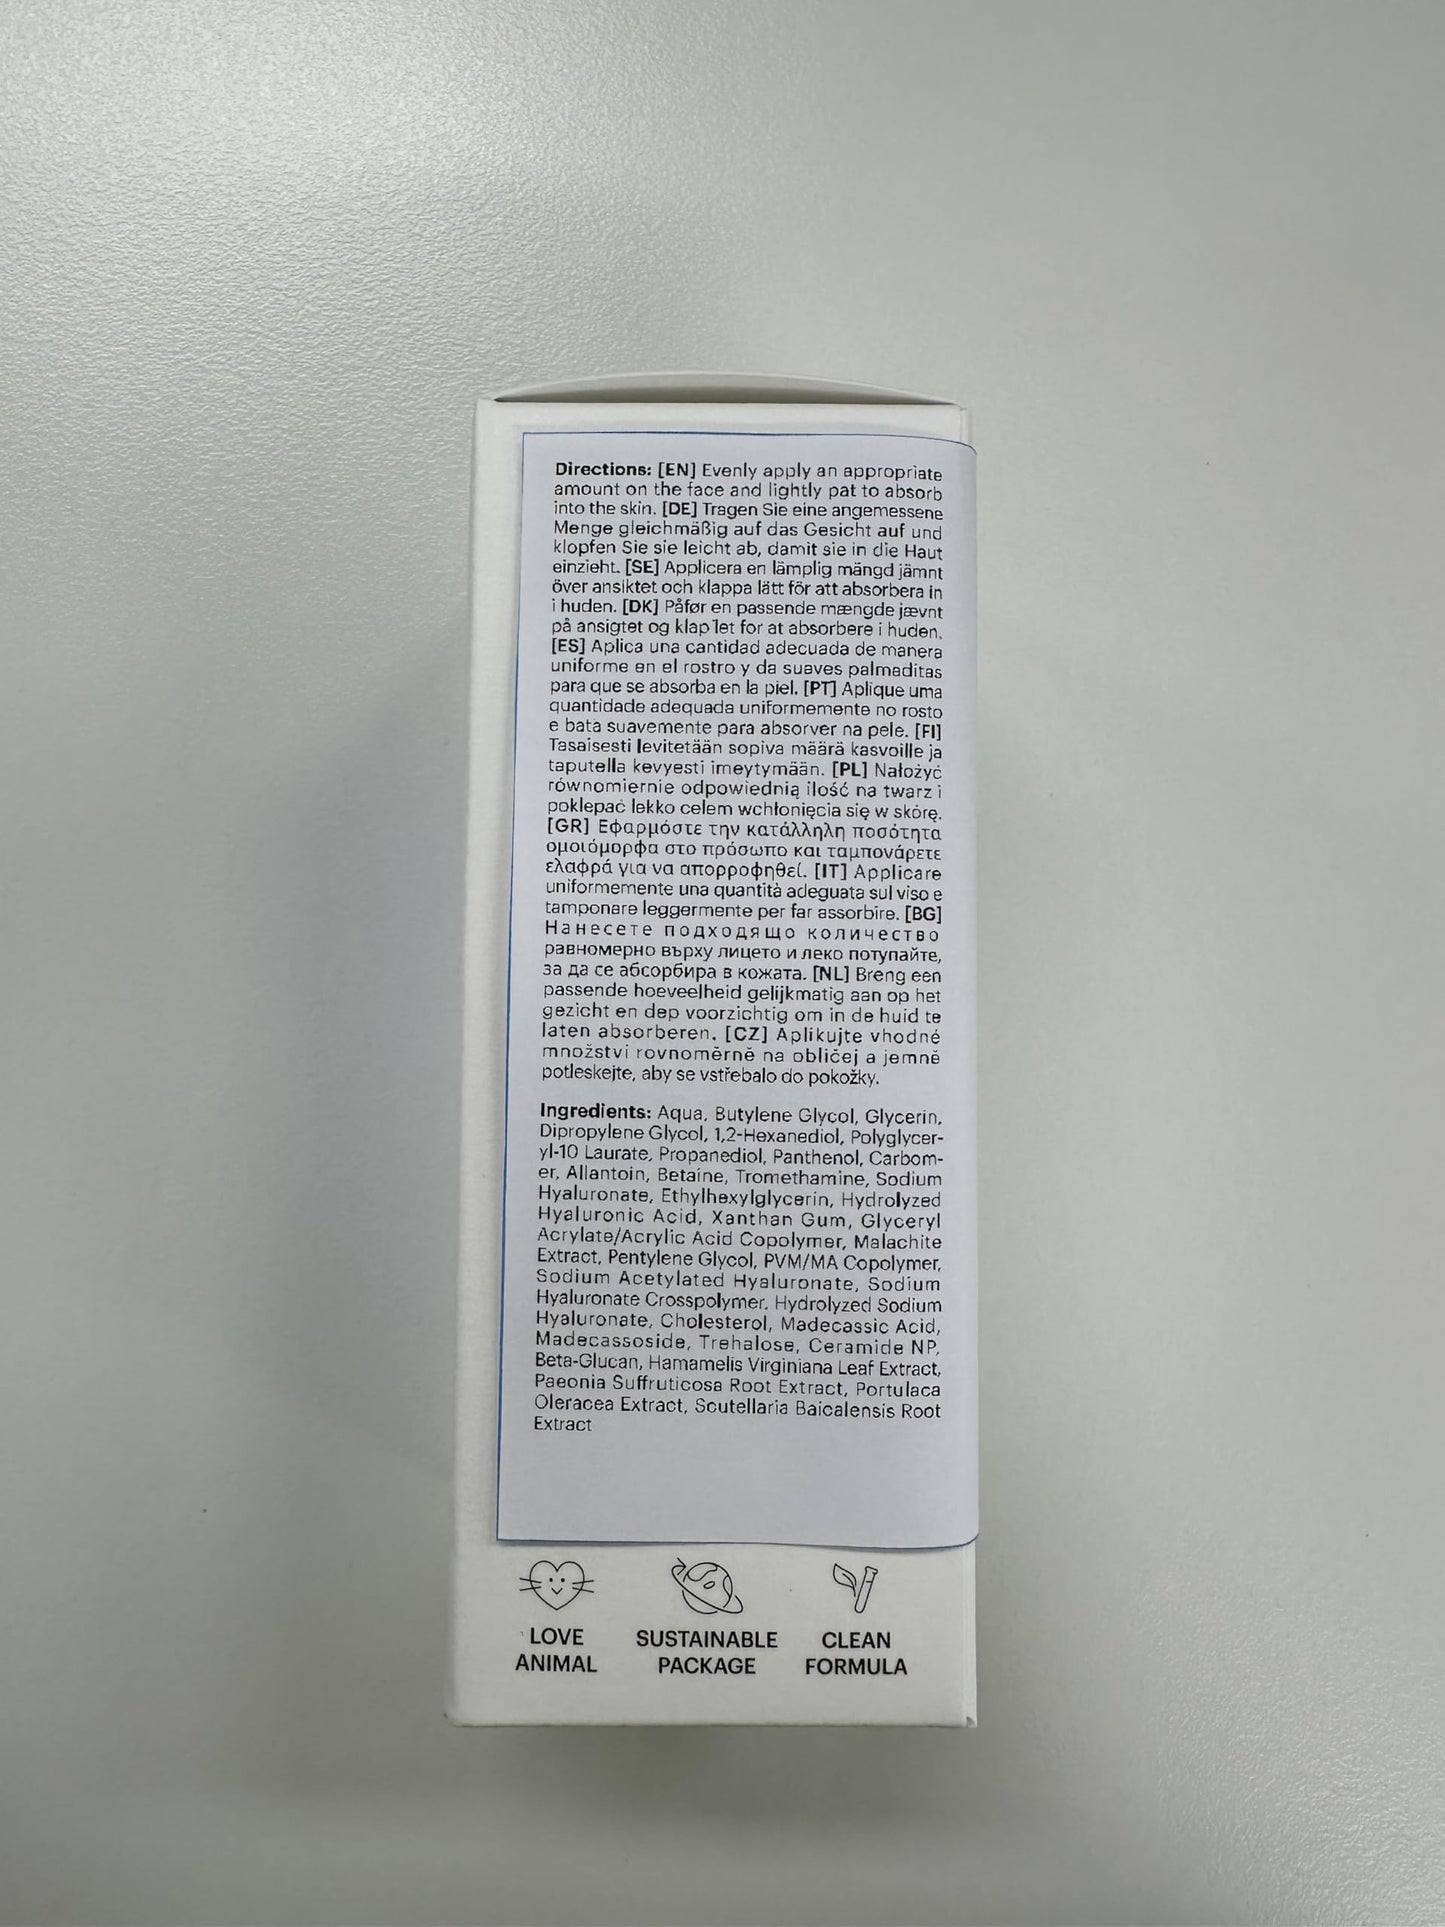 Directions: [EN] Evenly apply an appropriate
amount on the face and lightly pat to absorb
into the skin. [DE] Tragen Sie eine angemessene
Menge gleichmäßig auf das Gesicht auf und
klopfen Sie sie leicht ab, damit sie in die Haut
einzieht. [SE] Applicera en lämplig mängd jämnt
över ansiktet och klappa lätt för att absorbera in
i huden. [DK] Påfør en passende mængde jævnt
på ansigtet og klap let for at absorbere i huden.
[ES] Aplica una cantidad adecuada de manera
uniforme en el rostro y da suaves palmaditas
para que se absorba en la piel. [PT] Aplique uma
quantidade adequada uniformemente no rosto
e bata suavemente para absorver na pele. [FI]
Tasaisesti levitetään sopiva määrä kasvoille ja
taputella kevyesti imeytymään. [PL] Nałożyć
równomiernie odpowiednią ilość na twarz i
poklepać lekko celem wchłonięcia się w skórę.
[GR] Εφαρμόστε την κατάλληλη ποσότητα
ομοιόμορφα στο πρόσωπο και ταμπονάρετε
ελαφρά για να απορροφηθεί. [IT] Applicare
uniformemente una quantità adeguata sul viso e
tamponare leggermente per far assorbire. [BG]
Нанесете подходящо количество
равномерно върху лицето и леко потупайте,
за да се абсорбира в кожата. [NL] Breng een
passende hoeveelheid gelijkmatig aan op het
gezicht en dep voorzichtig om in de huid te
laten absorberen. [CZ] Aplikujte vhodné
množství rovnoměrně na obličej a jemně
potleskejte, aby se vstřebalo do pokožky.
Ingredients: Aqua, Butylene Glycol, Glycerin,
Dipropylene Glycol, 1,2-Hexanediol, Polyglycer-
yl-10 Laurate, Propanediol, Panthenol, Carbom-
er, Allantoin, Betaine, Tromethamine, Sodium
Hyaluronate, Ethylhexylglycerin, Hydrolyzed
Hyaluronic Acid, Xanthan Gum, Glyceryl
Acrylate/Acrylic Acid Copolymer, Malachite
Extract, Pentylene Glycol, PVM/MA Copolymer,
Sodium Acetylated Hyaluronate, Sodium
Hyaluronate Crosspolymer, Hydrolyzed Sodium
Hyaluronate, Cholesterol, Madecassic Acid,
Madecassoside, Trehalose, Ceramide NP,
Beta-Glucan, Hamamelis Virginiana Leaf Extract,
Paeonia Suffruticosa Root Extract, Portulaca
Oleracea Extract, Scutellaria Baicalensis Root
Extract
LOVE
ANIMAL
SUSTAINABLE
PACKAGE
CLEAN
FORMULA